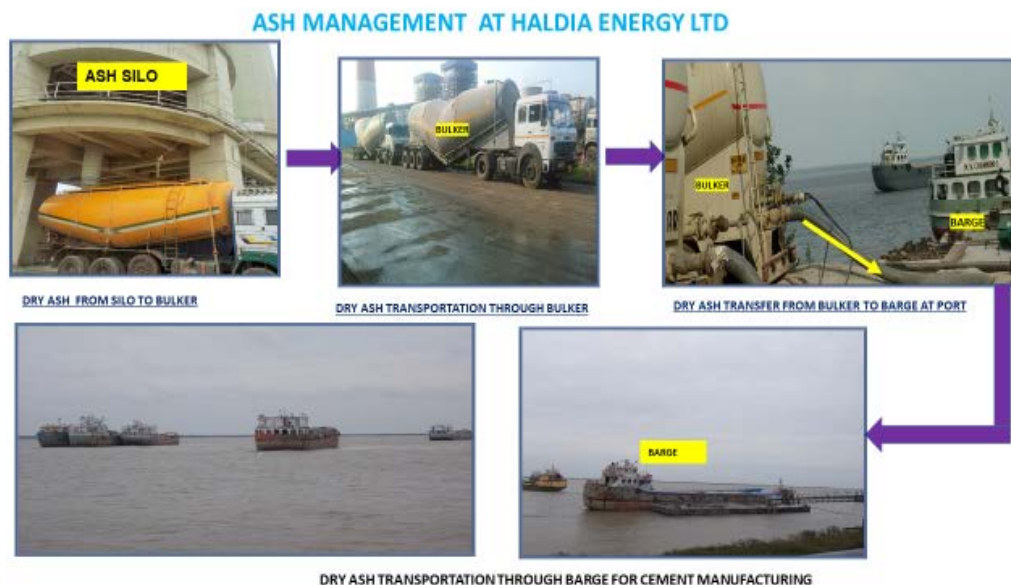 ASH MANAGEMENT AT HALDIA ENERGY LTD
ASH SILO
BULKER
BULKER
BARGE
DRY ASH FROM SILO TO BULKER
DRY ASH TRANSPORTATION THROUGH BULKER
DRY ASH TRANSFER FROM BULKER TO BARGE AT PORT
BARGE
DRY ASH TRANSPORTATION THROUGH BARGE FOR CEMENT MANUFACTURING